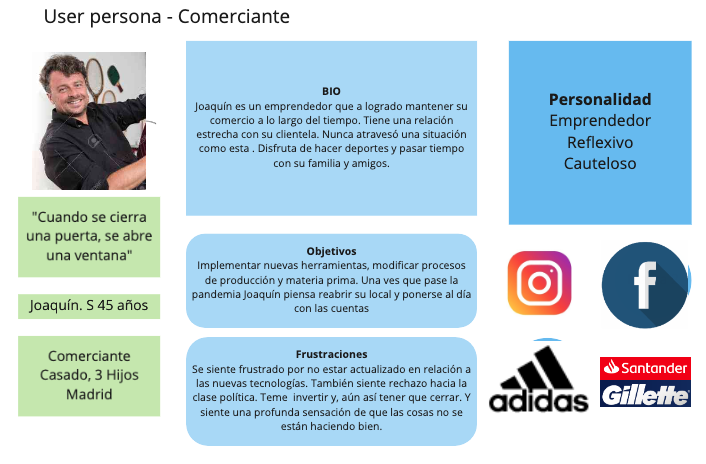 User persona - Comerciante
"Cuando se cierra
una puerta, se abre
una ventana"
Joaquín. S 45 años
Comerciante
Casado, 3 Hijos
Madrid
BIO
Joaquín es un emprendedor que a logrado mantener su
comercio a lo largo del tiempo. Tiene una relación
estrecha con su clientela. Nunca atravesó una situación
como esta . Disfruta de hacer deportes y pasar tiempo
con su familia y amigos.
Objetivos
Implementar nuevas herramientas, modificar procesos
de producción y materia prima. Una ves que pase la
pandemia Joaquín piensa reabrir su local y ponerse al día
con las cuentas
Frustraciones
Se siente frustrado por no estar actualizado en relación a
las nuevas tecnologías. También siente rechazo hacia la
clase política. Teme  invertir y, aún así tener que cerrar. Y
siente una profunda sensación de que las cosas no se
están haciendo bien.
Personalidad
Emprendedor
Reflexivo
Cauteloso
f
adidas
Santander
Gillette